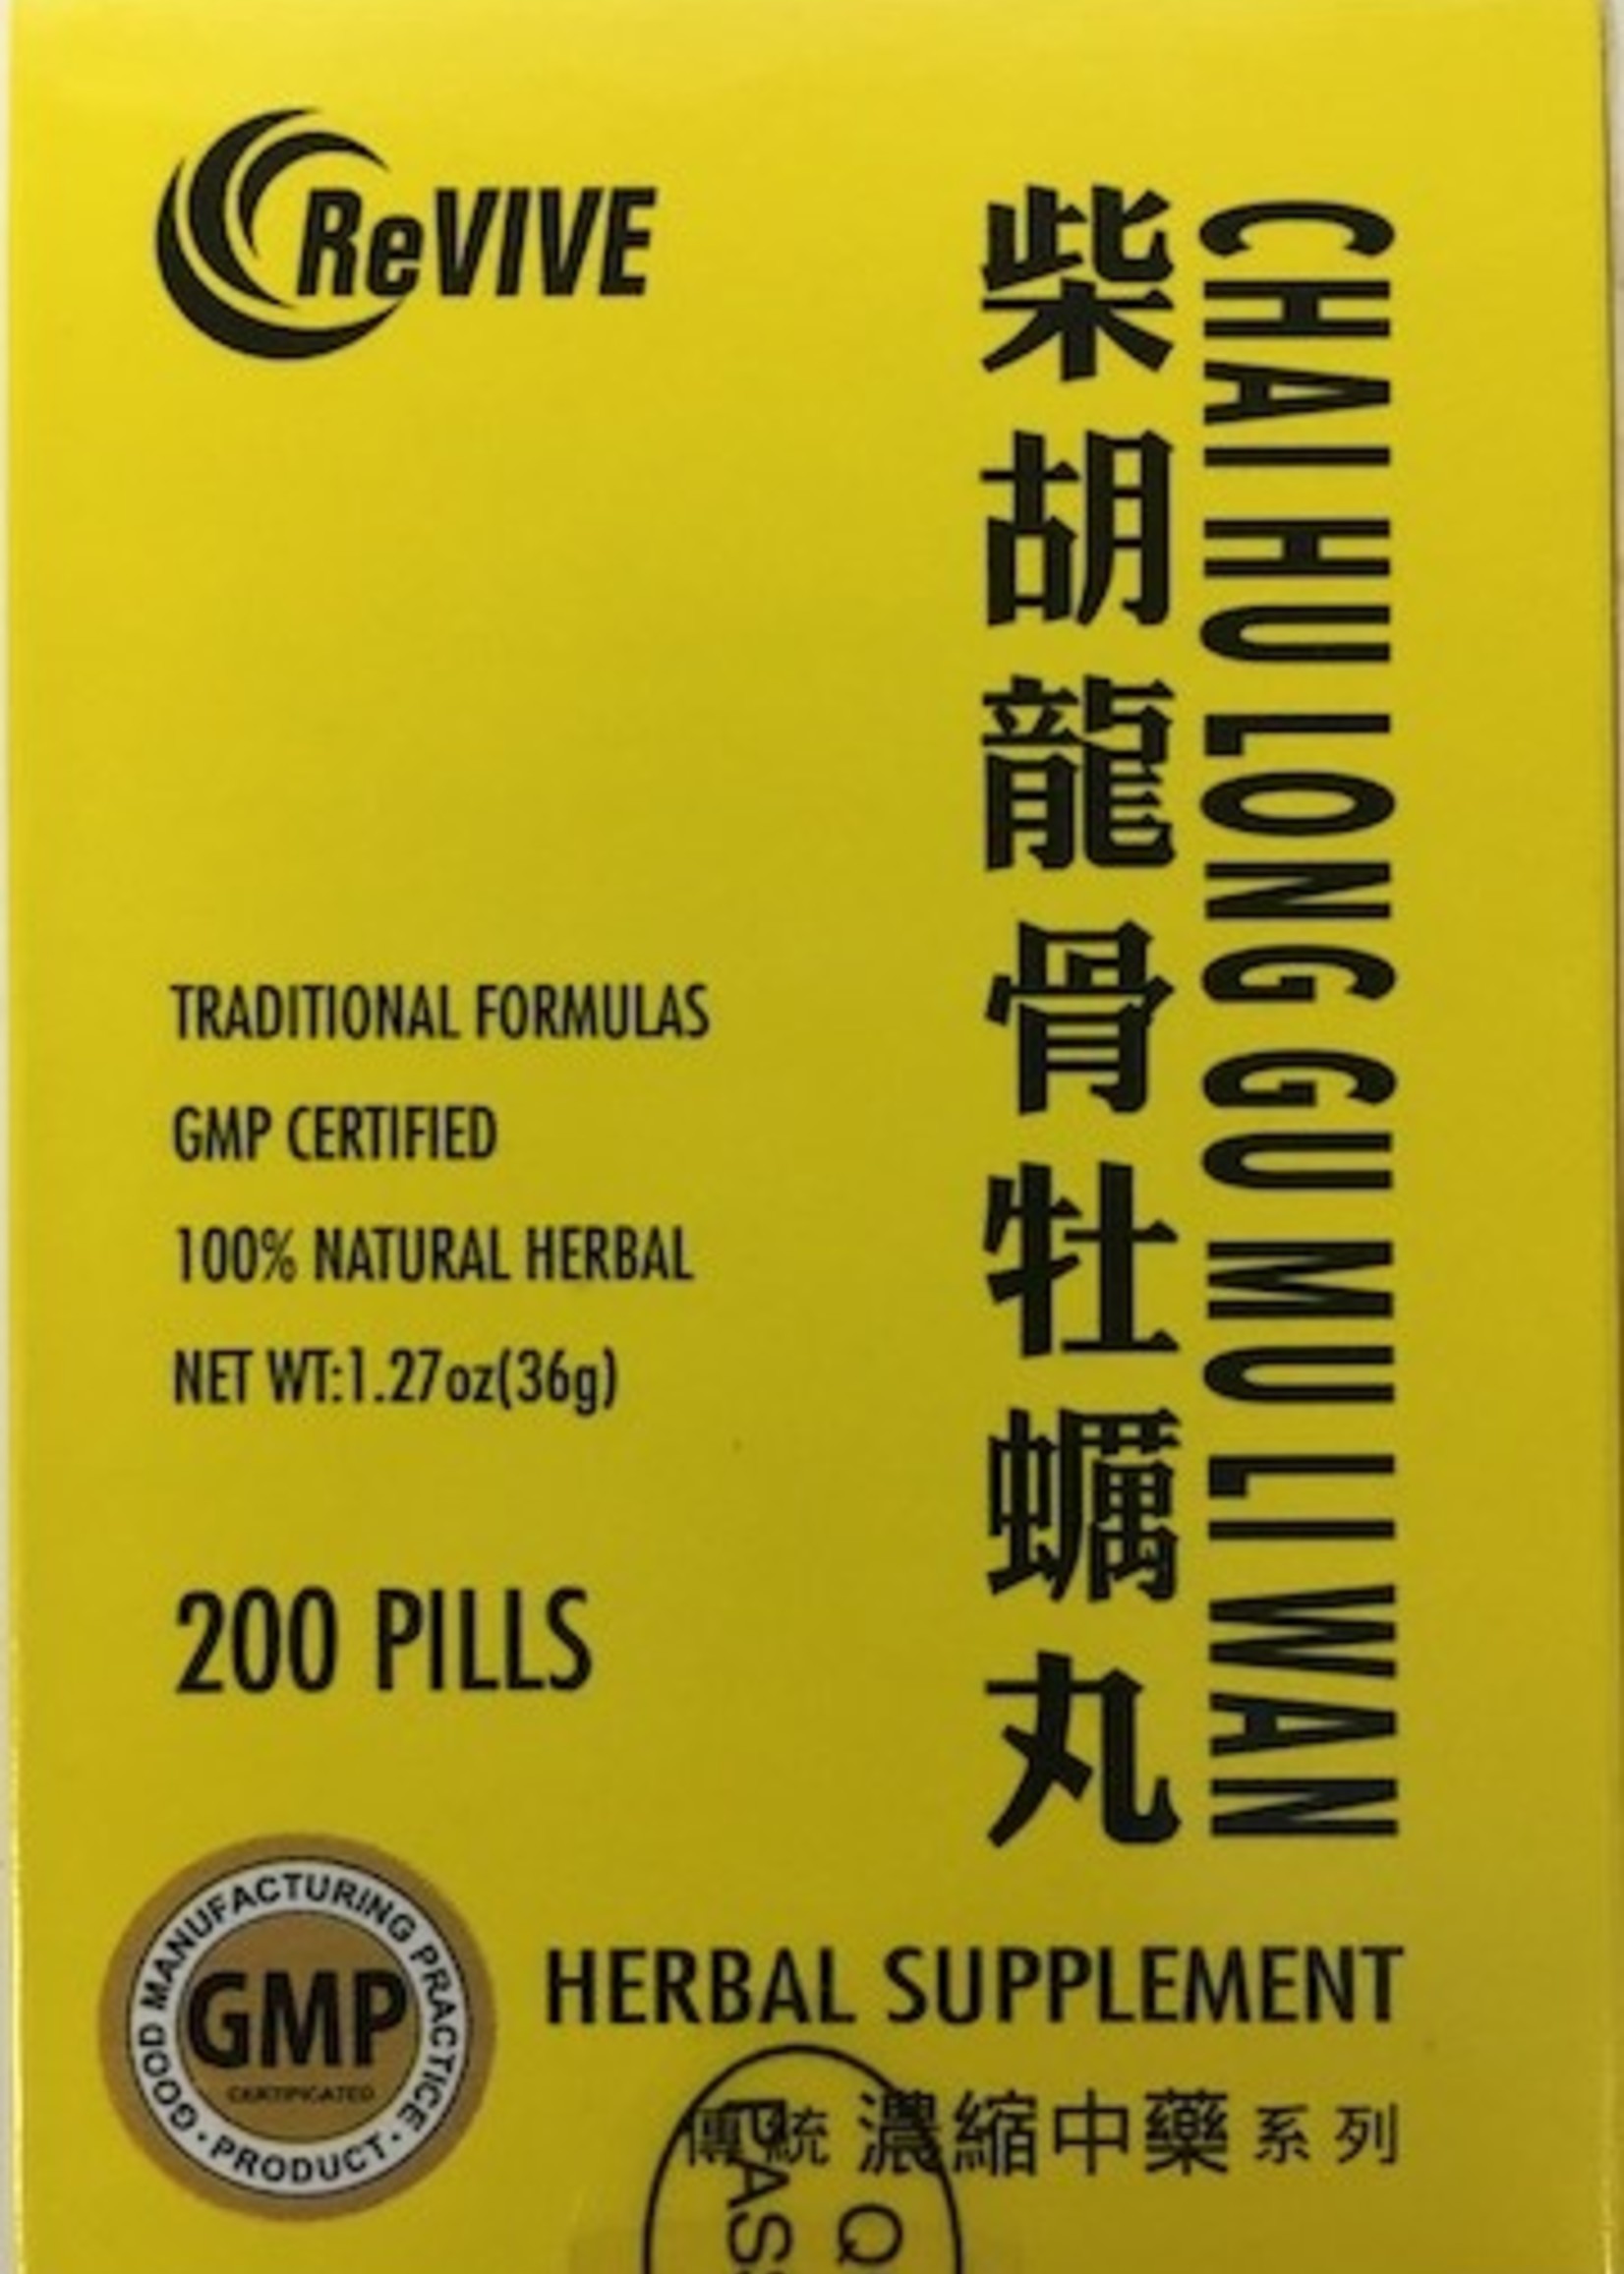 ReVIVE
柴胡龍骨牡蠣丸
CHAI HU LONG GU MU LI WAN
TRADITIONAL FORMULAS
GMP CERTIFIED
100% NATURAL HERBAL
NET WT:1.27oz(36g)
200 PILLS
GOOD MANUFACTURING PRACTICE · PRODUCT ·
GMP
CERTIFICATED
HERBAL SUPPLEMENT
傳統 濃縮中藥 系列
Q
PAS